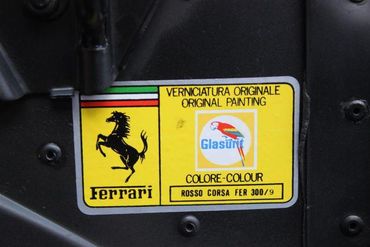 VERNICIATURA ORIGINALE
ORIGINAL PAINTING
Glasurit
COLORE-COLOUR
Ferrari
ROSSO CORSA FER 300/9